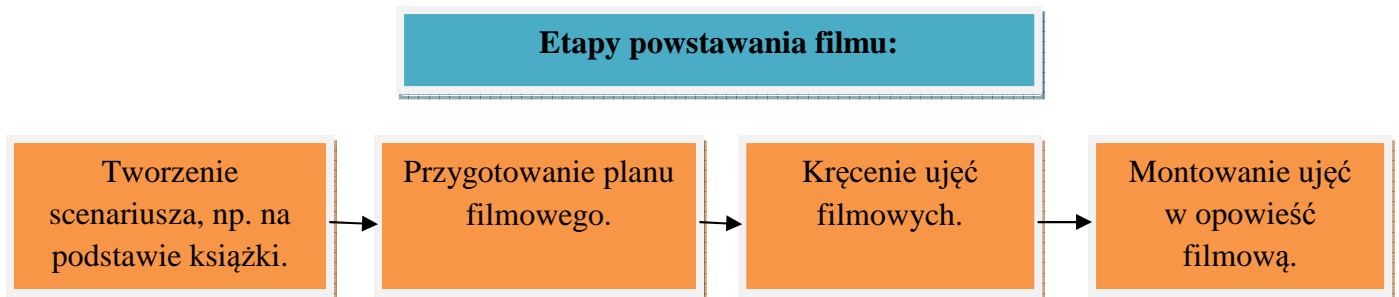 Etapy powstawania filmu:
Tworzenie
scenariusza, np. na
podstawie książki.
Przygotowanie planu
filmowego.
Kręcenie ujęć
filmowych.
Montowanie ujęć
w opowieść
filmową.